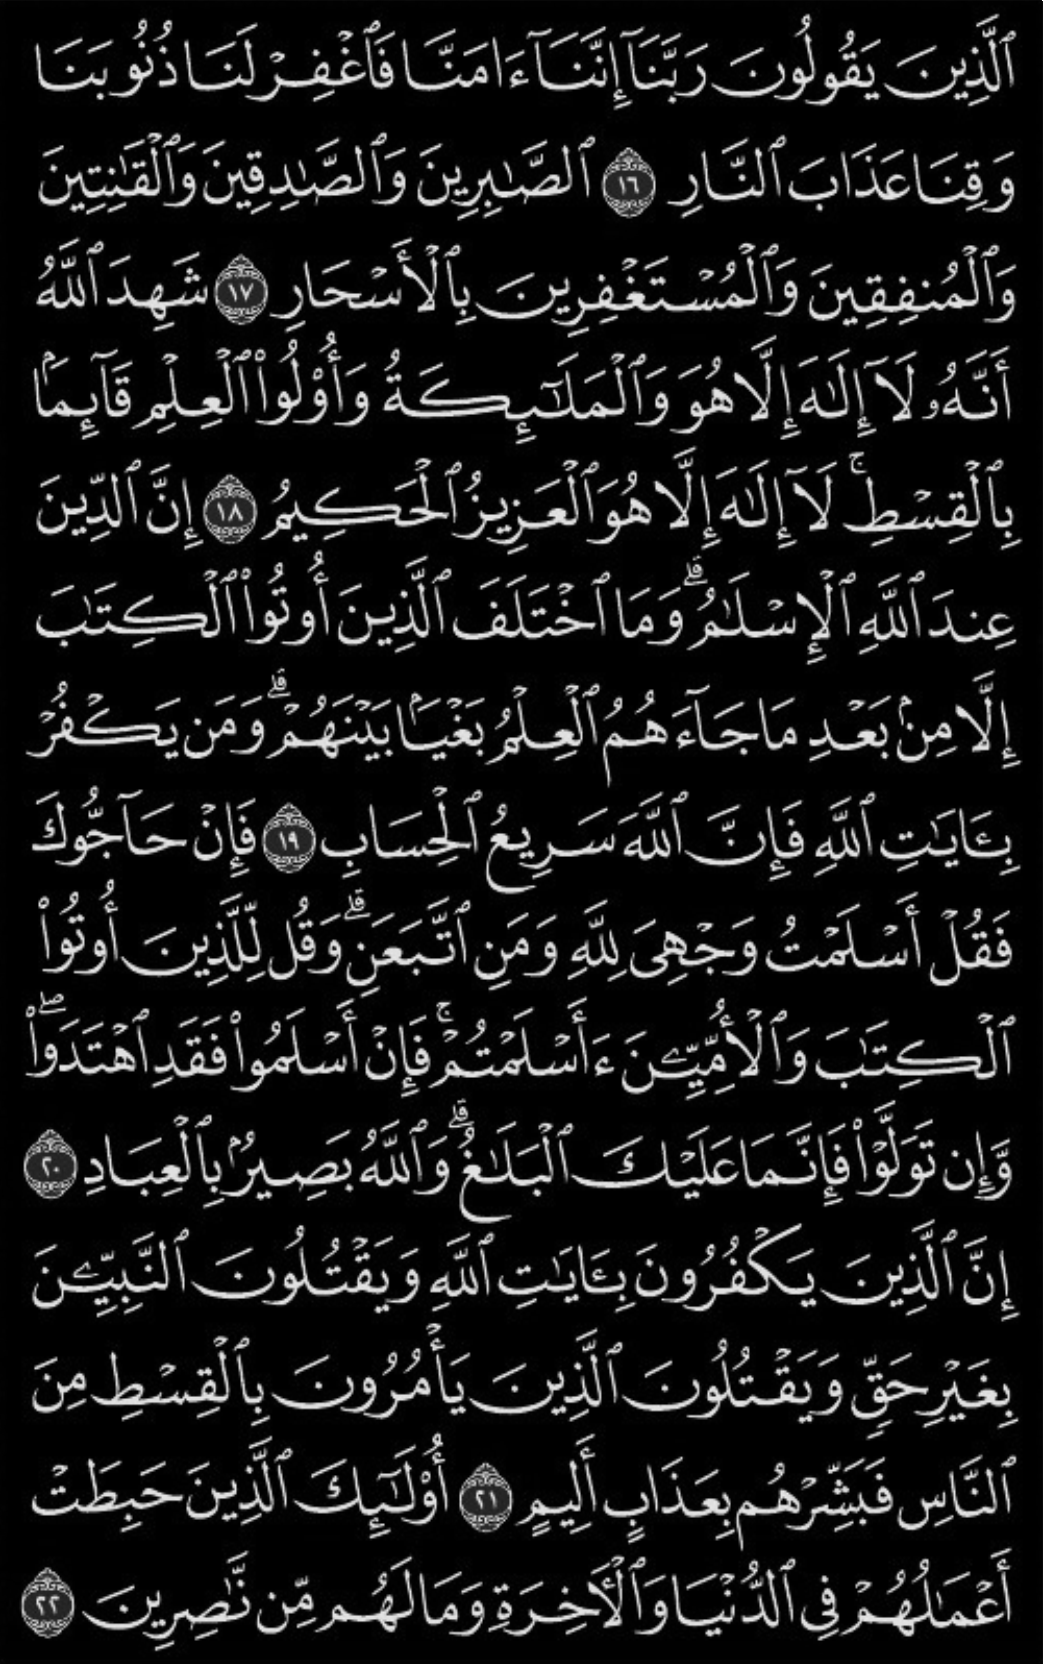 ٱلَّذِينَ يَقُولُونَ رَبَّنَآ إِنَّنَآ ءَامَنَّا فَٱغْفِرْ لَنَا ذُنُوبَنَا
وَقِنَا عَذَابَ ٱلنَّارِ ١٦ ٱلصَّٰبِرِينَ وَٱلصَّٰدِقِينَ وَٱلْقَٰنِتِينَ
وَٱلْمُنفِقِينَ وَٱلْمُسْتَغْفِرِينَ بِٱلْأَسْحَارِ ١٧ شَهِدَ ٱللَّهُ
أَنَّهُۥ لَآ إِلَٰهَ إِلَّا هُوَ وَٱلْمَلَٰٓئِكَةُ وَأُو۟لُوا۟ ٱلْعِلْمِ قَآئِمًۢا
بِٱلْقِسْطِ ۚ لَآ إِلَٰهَ إِلَّا هُوَ ٱلْعَزِيزُ ٱلْحَكِيمُ ١٨ إِنَّ ٱلدِّينَ
عِندَ ٱللَّهِ ٱلْإِسْلَٰمُ ۗ وَمَا ٱخْتَلَفَ ٱلَّذِينَ أُوتُوا۟ ٱلْكِتَٰبَ
إِلَّا مِنۢ بَعْدِ مَا جَآءَهُمُ ٱلْعِلْمُ بَغْيًۢا بَيْنَهُمْ ۗ وَمَن يَكْفُرْ
بِـَٔايَٰتِ ٱللَّهِ فَإِنَّ ٱللَّهَ سَرِيعُ ٱلْحِسَابِ ١٩ فَإِنْ حَآجُّوكَ
فَقُلْ أَسْلَمْتُ وَجْهِىَ لِلَّهِ وَمَنِ ٱتَّبَعَنِ ۗ وَقُل لِّلَّذِينَ أُوتُوا۟
ٱلْكِتَٰبَ وَٱلْأُمِّيِّـۧنَ ءَأَسْلَمْتُمْ ۚ فَإِنْ أَسْلَمُوا۟ فَقَدِ ٱهْتَدَوا۟ ۖ
وَّإِن تَوَلَّوْا۟ فَإِنَّمَا عَلَيْكَ ٱلْبَلَٰغُ ۗ وَٱللَّهُ بَصِيرٌۢ بِٱلْعِبَادِ ٢٠
إِنَّ ٱلَّذِينَ يَكْفُرُونَ بِـَٔايَٰتِ ٱللَّهِ وَيَقْتُلُونَ ٱلنَّبِيِّـۧنَ
بِغَيْرِ حَقٍّ وَيَقْتُلُونَ ٱلَّذِينَ يَأْمُرُونَ بِٱلْقِسْطِ مِنَ
ٱلنَّاسِ فَبَشِّرْهُم بِعَذَابٍ أَلِيمٍ ٢١ أُو۟لَٰٓئِكَ ٱلَّذِينَ حَبِطَتْ
أَعْمَٰلُهُمْ فِى ٱلدُّنْيَا وَٱلْءَاخِرَةِ وَمَا لَهُم مِّن نَّٰصِرِينَ ٢٢